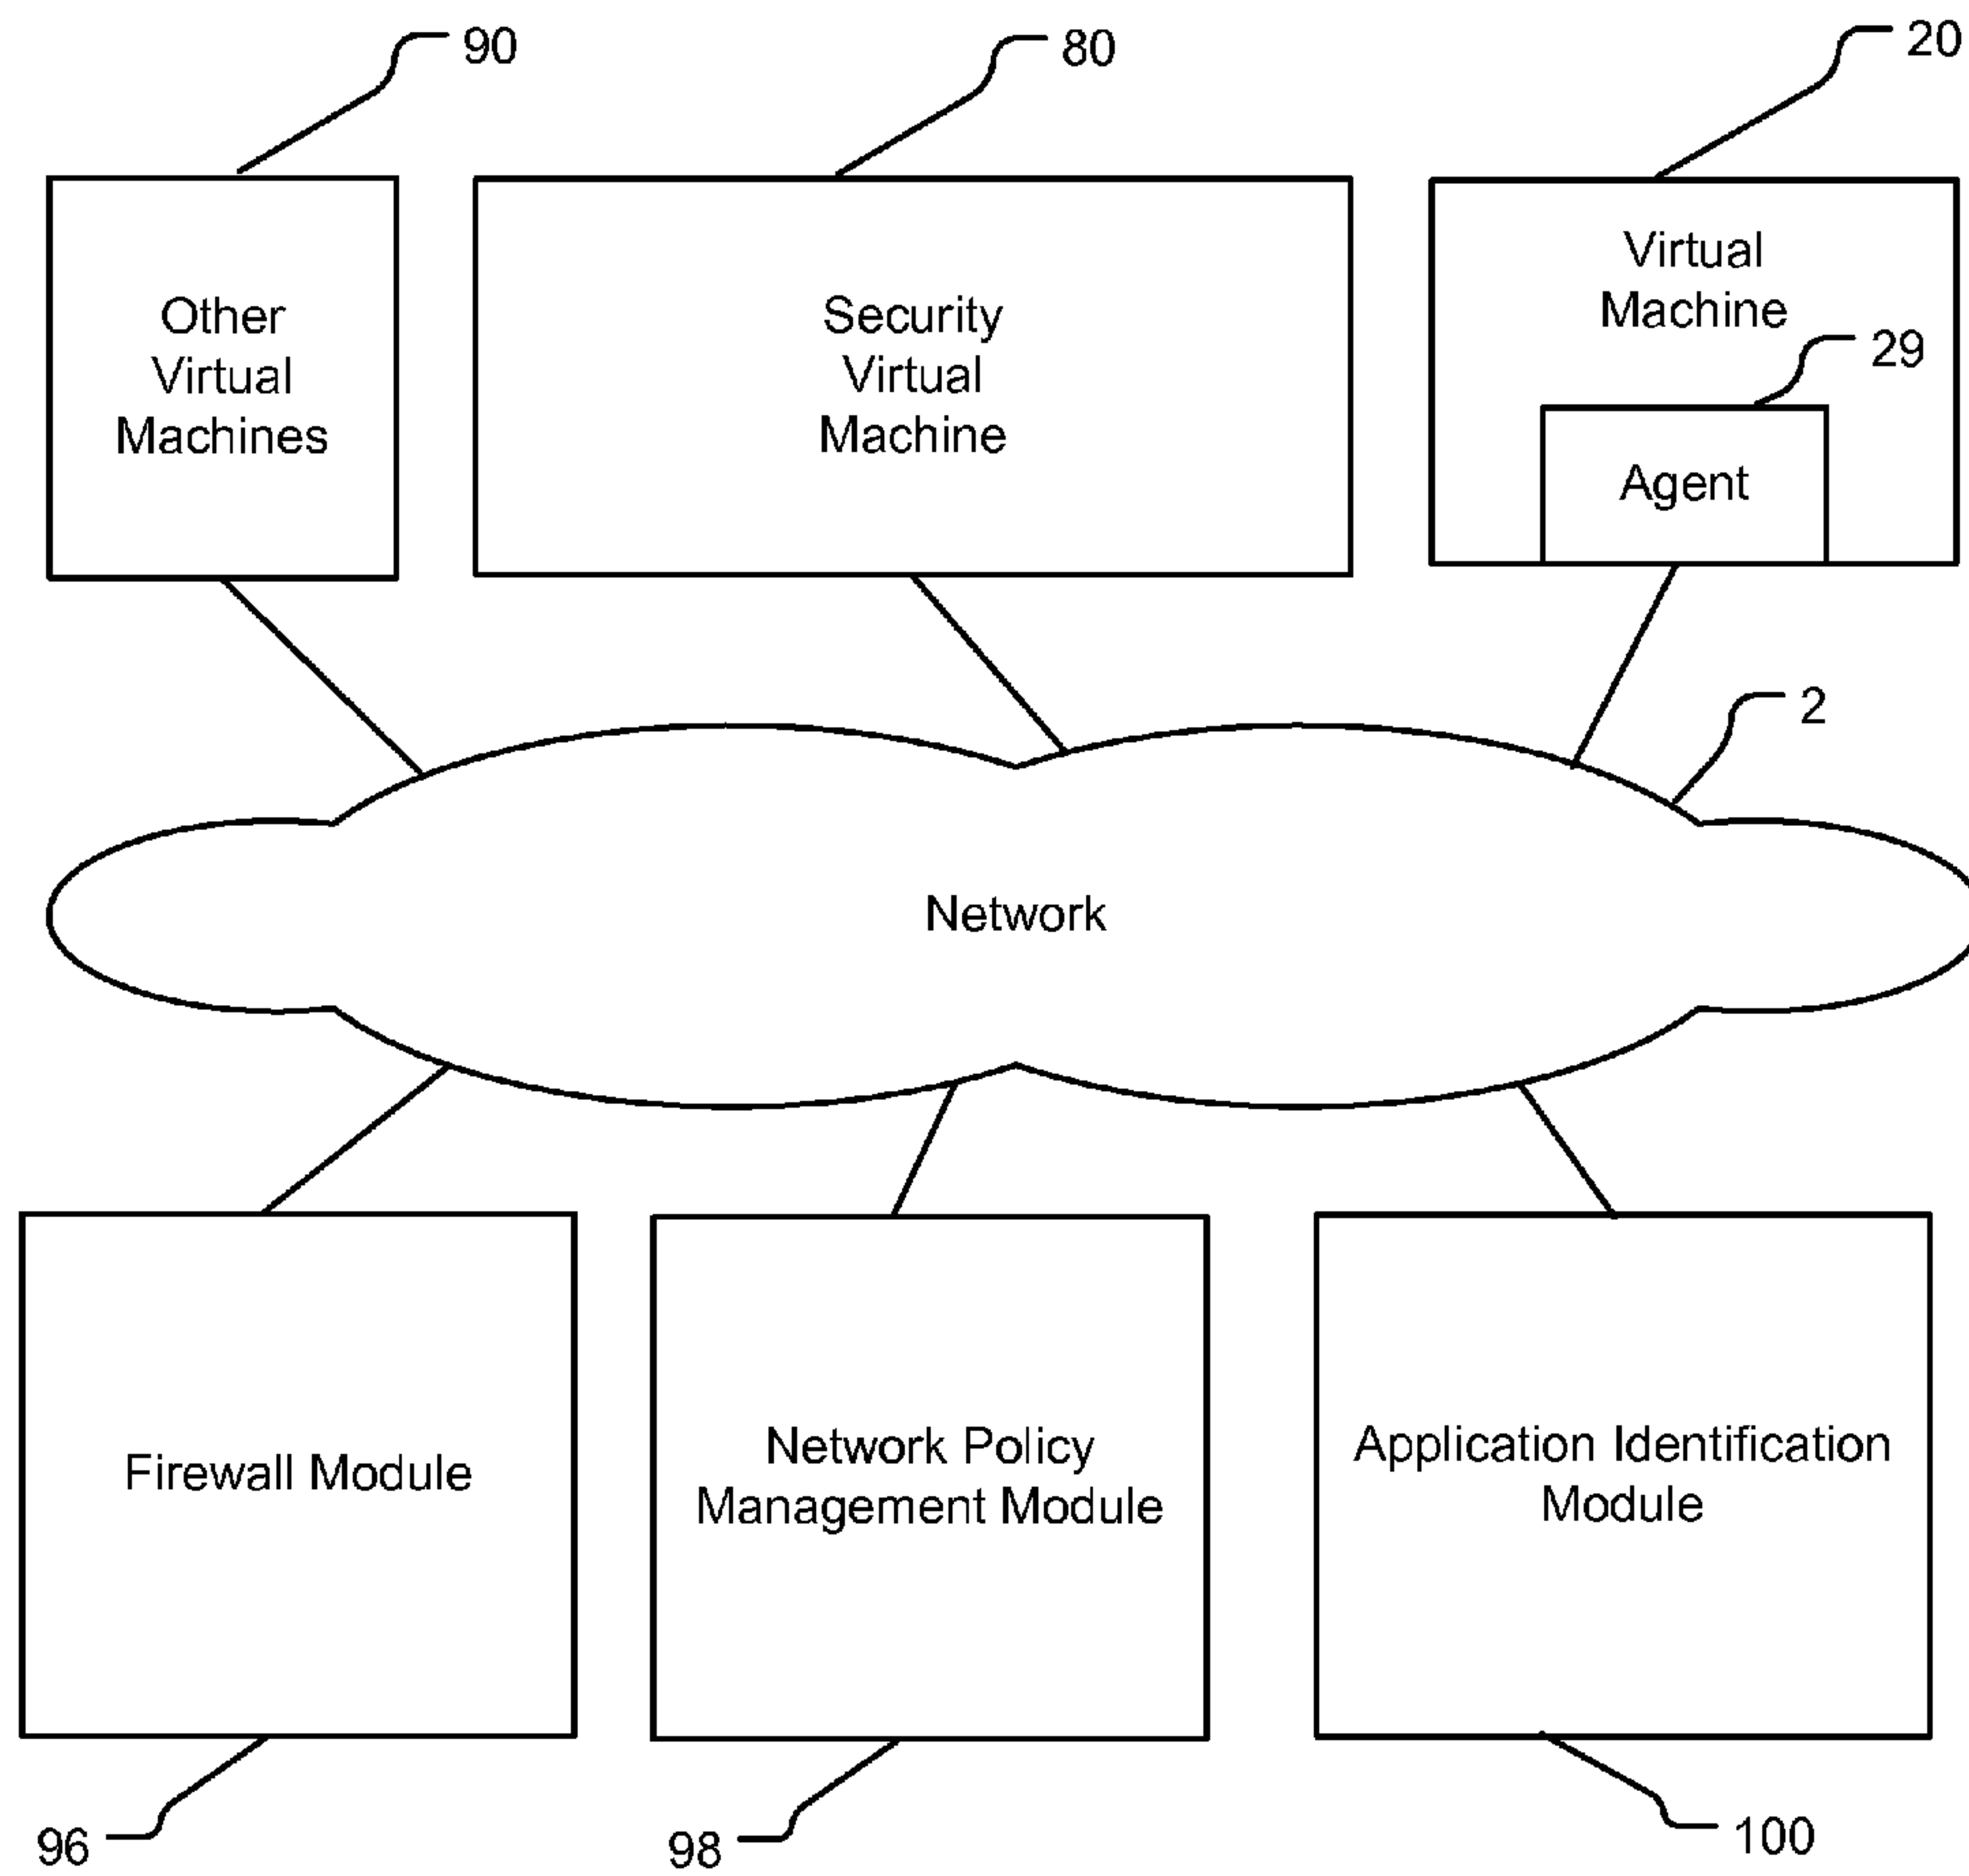 90
80
20
Other
Virtual
Machines
Security
Virtual
Machine
Virtual
Machine
29
Agent
2
Network
Firewall Module
Network Policy
Management Module
Application Identification
Module
96
98
100